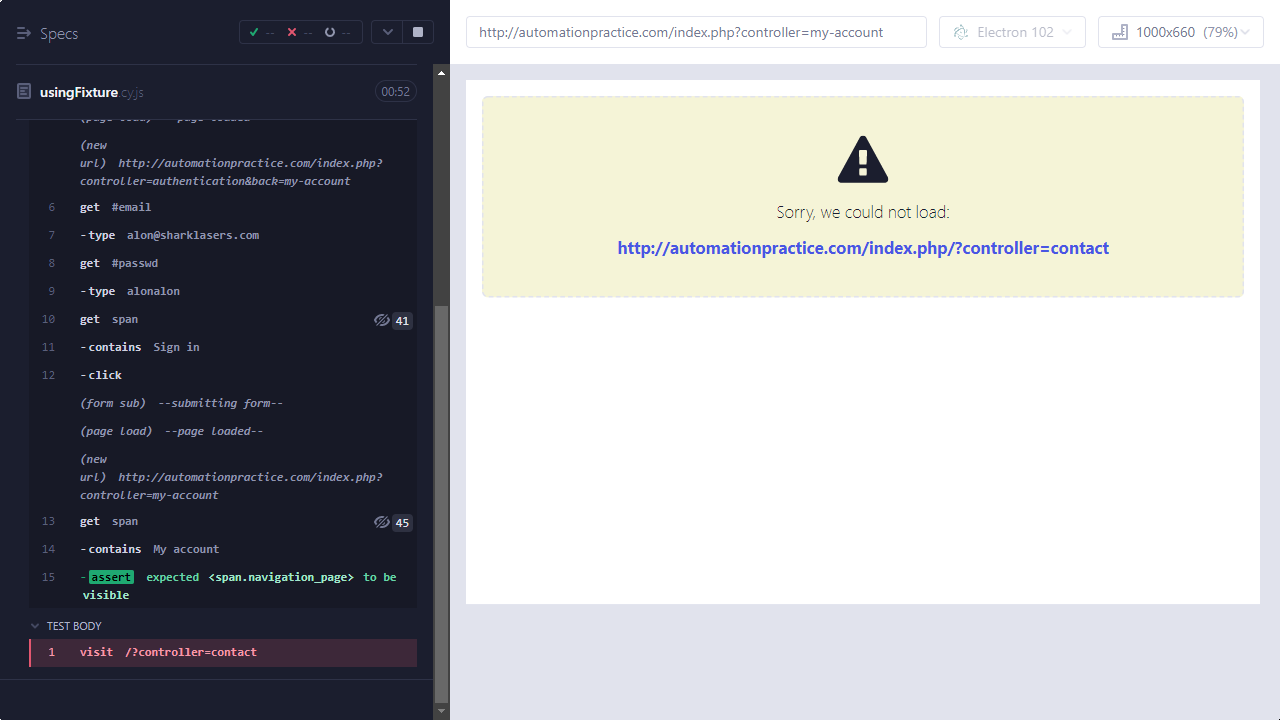 Specs
-- -- --
usingFixture.cy.js
00:52
(page load) --page loaded--
(new
url) http://automationpractice.com/index.php?
controller=authentication&back=my-account
6 get #email
7 -type alon@sharklasers.com
8 get #passwd
9 -type alonalon
10 get span 41
11 -contains Sign in
12 -click
(form sub) --submitting form--
(page load) --page loaded--
(new
url) http://automationpractice.com/index.php?
controller=my-account
13 get span 45
14 -contains My account
15 -assert expected <span.navigation_page> to be
visible
TEST BODY
1 visit /?controller=contact
http://automationpractice.com/index.php?controller=my-account
Electron 102
1000x660 (79%)
Sorry, we could not load:
http://automationpractice.com/index.php/?controller=contact